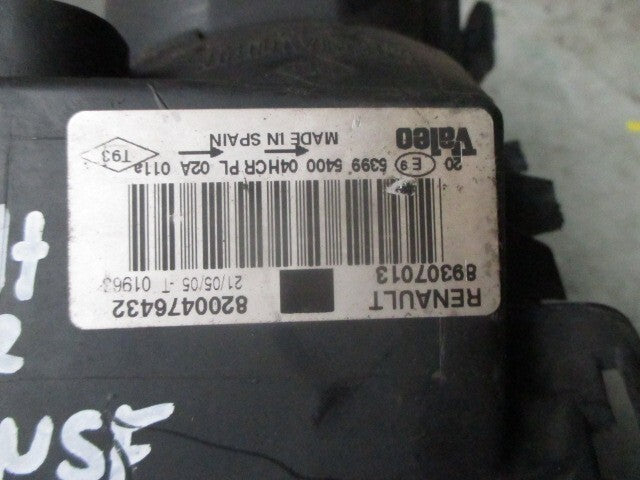 RENAULT 8200476432
89307013 21/05/05 -T 01963
20 E9 5399 5400 04HCR PL 02A 011a
Valeo MADE IN SPAIN T93